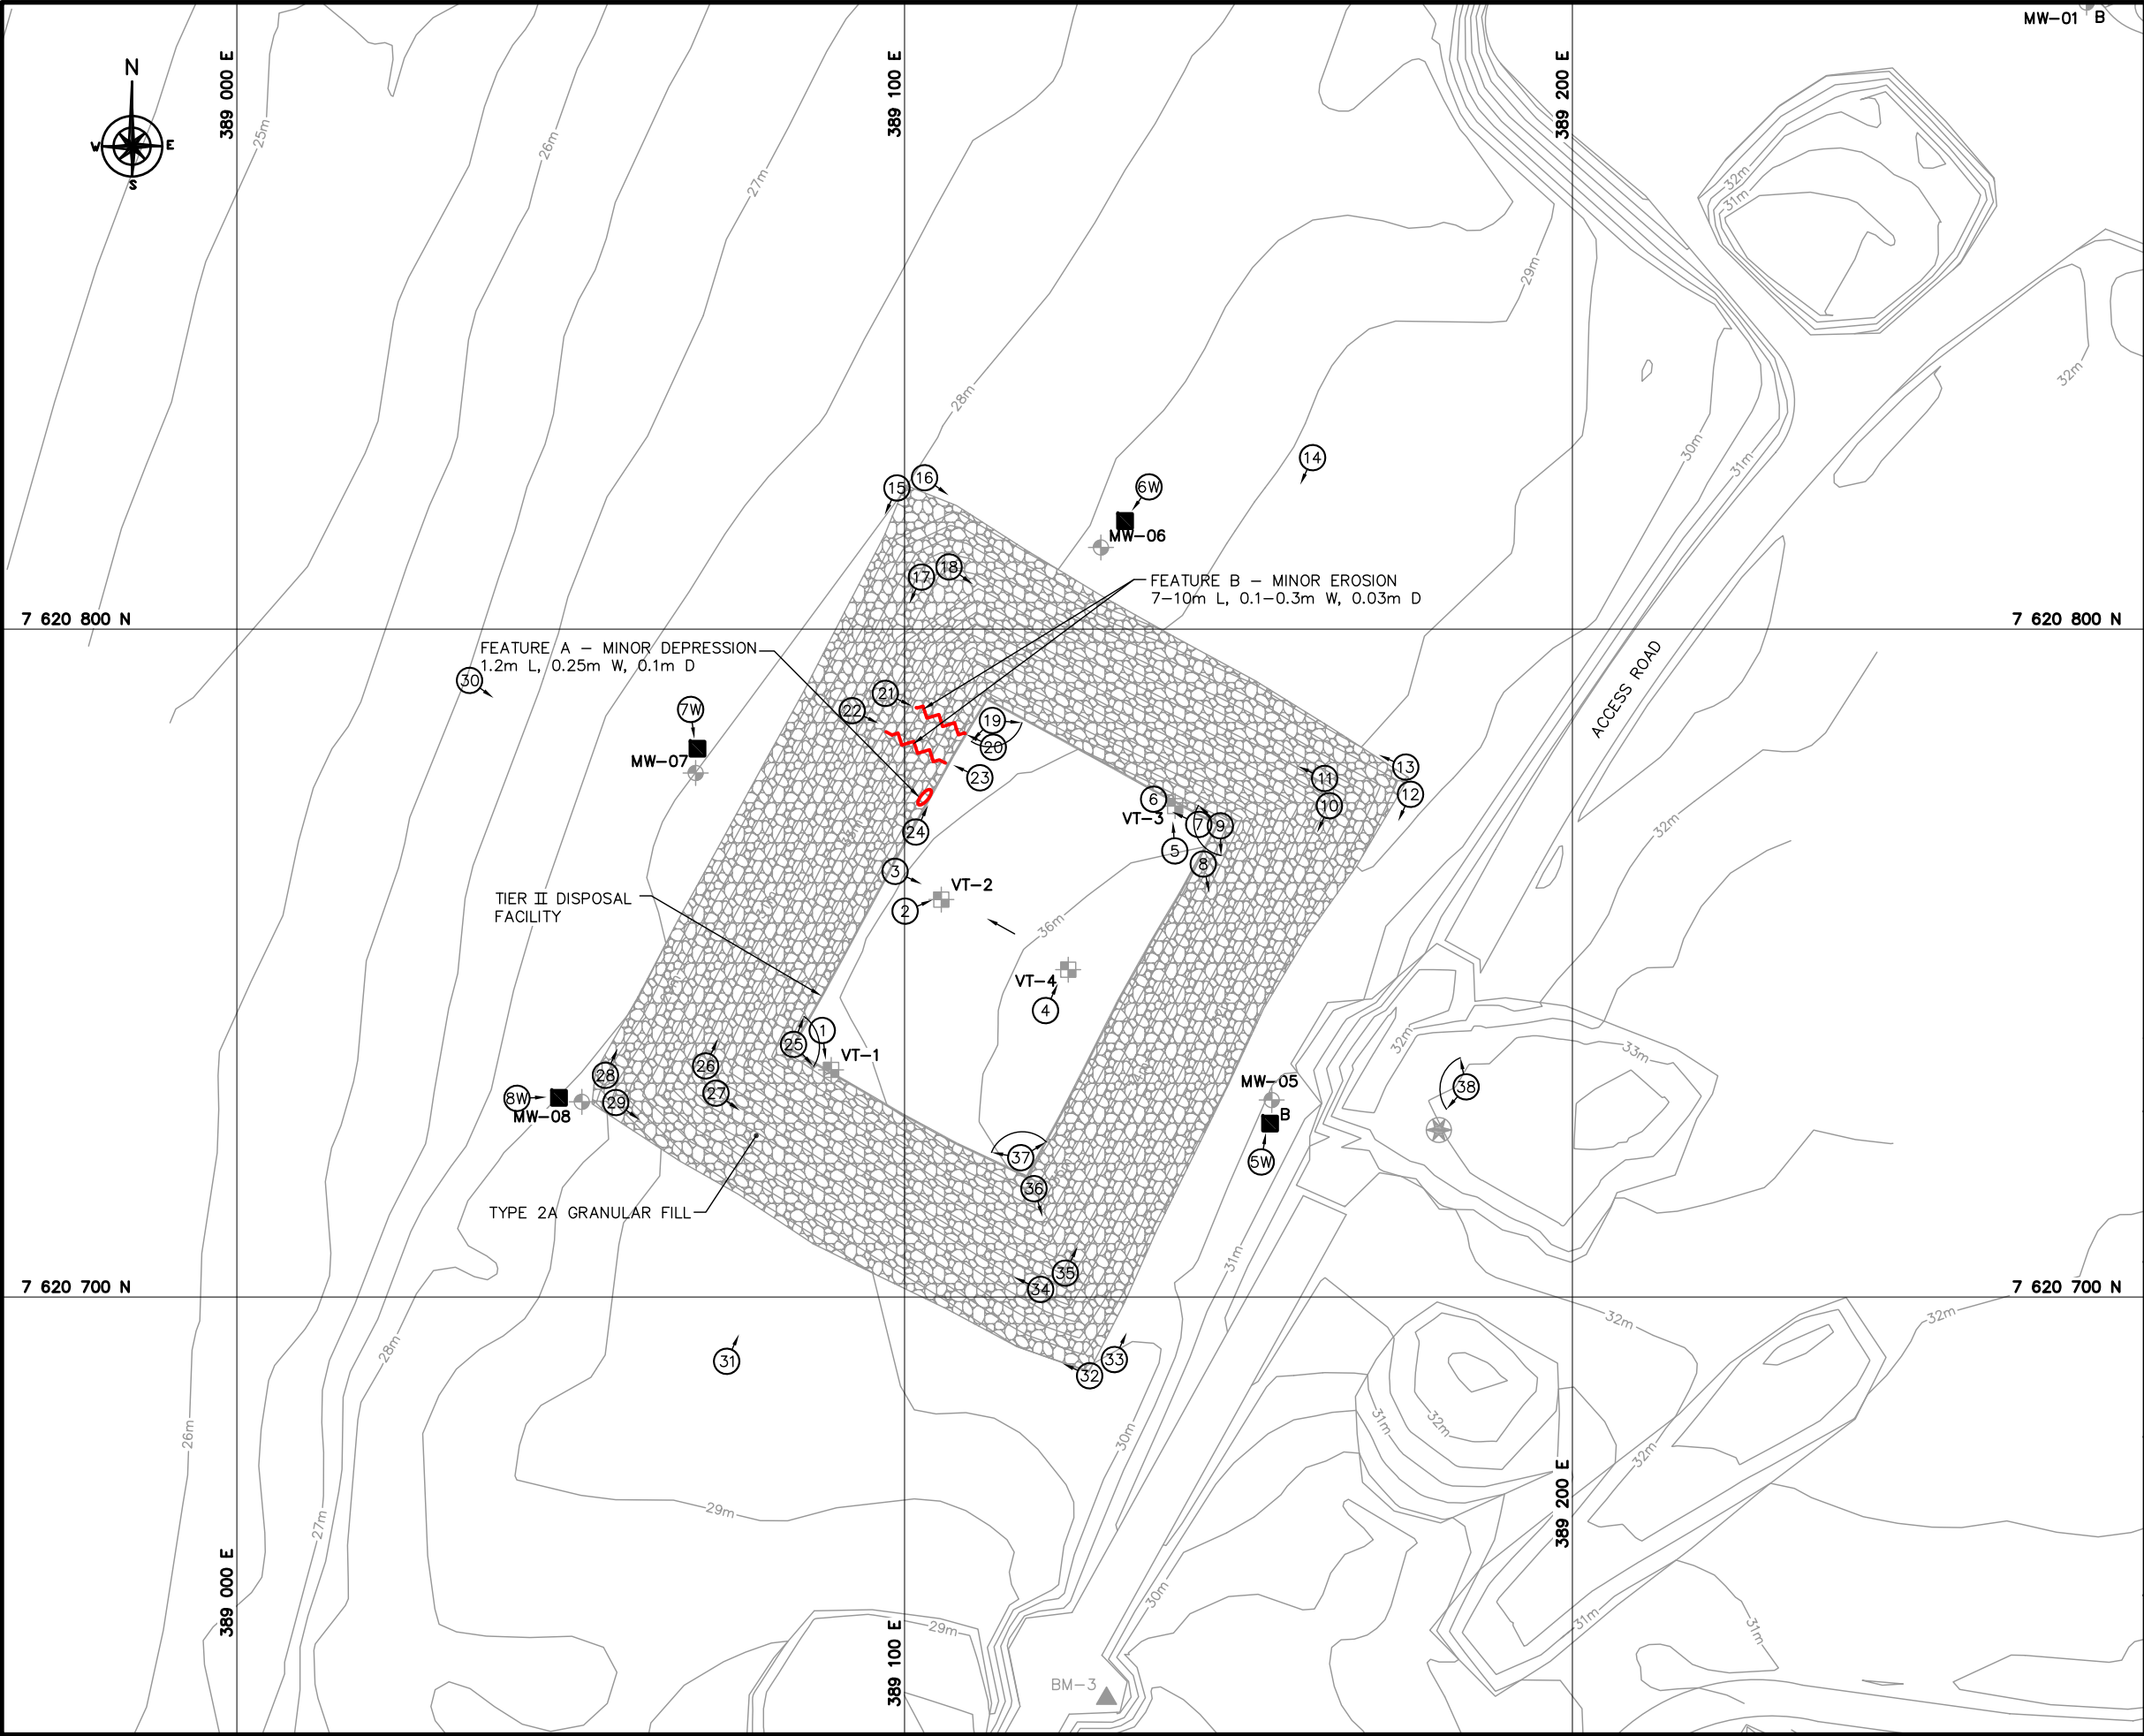 MW-01 B
N
W E
S
389 000 E
389 100 E
389 200 E
25m
26m
27m
28m
29m
32m
31m
32m
30m
31m
14
16
15
6W
MW-06
18
17
FEATURE B - MINOR EROSION
7-10m L, 0.1-0.3m W, 0.03m D
7 620 800 N
7 620 800 N
FEATURE A - MINOR DEPRESSION
1.2m L, 0.25m W, 0.1m D
30
ACCESS ROAD
21
22
7W
19
20
MW-07
23
13
11
12
10
6
VT-3
7
9
24
5
8
32m
3
TIER II DISPOSAL
FACILITY
VT-2
2
36m
VT-4
4
1
25
VT-1
26
28
27
29
8W
MW-08
32m
33m
MW-05
B
38
5W
37
36
TYPE 2A GRANULAR FILL
31m
35
34
7 620 700 N
7 620 700 N
28m
31
33
32
32m
32m
26m
30m
31m
32m
32m
29m
27m
389 200 E
389 000 E
389 100 E
29m
30m
31m
31m
BM-3